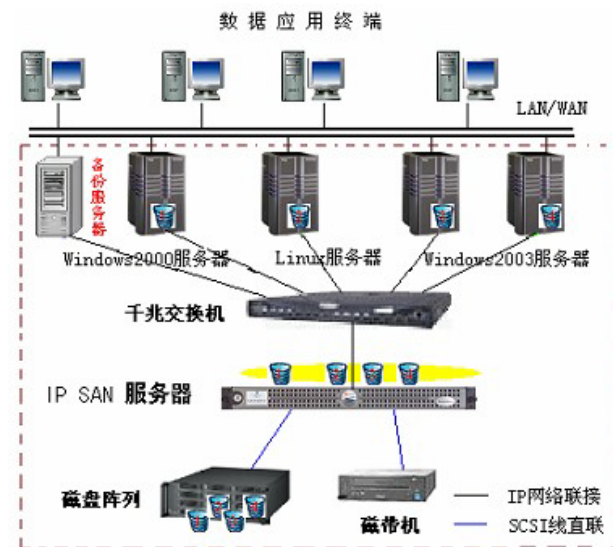 数据应用终端
LAN/WAN
备份服务器
Windows2000服务器
Linux服务器
Windows2003服务器
千兆交换机
IP SAN 服务器
磁盘阵列
磁带机
IP网络联接
SCSI线直联